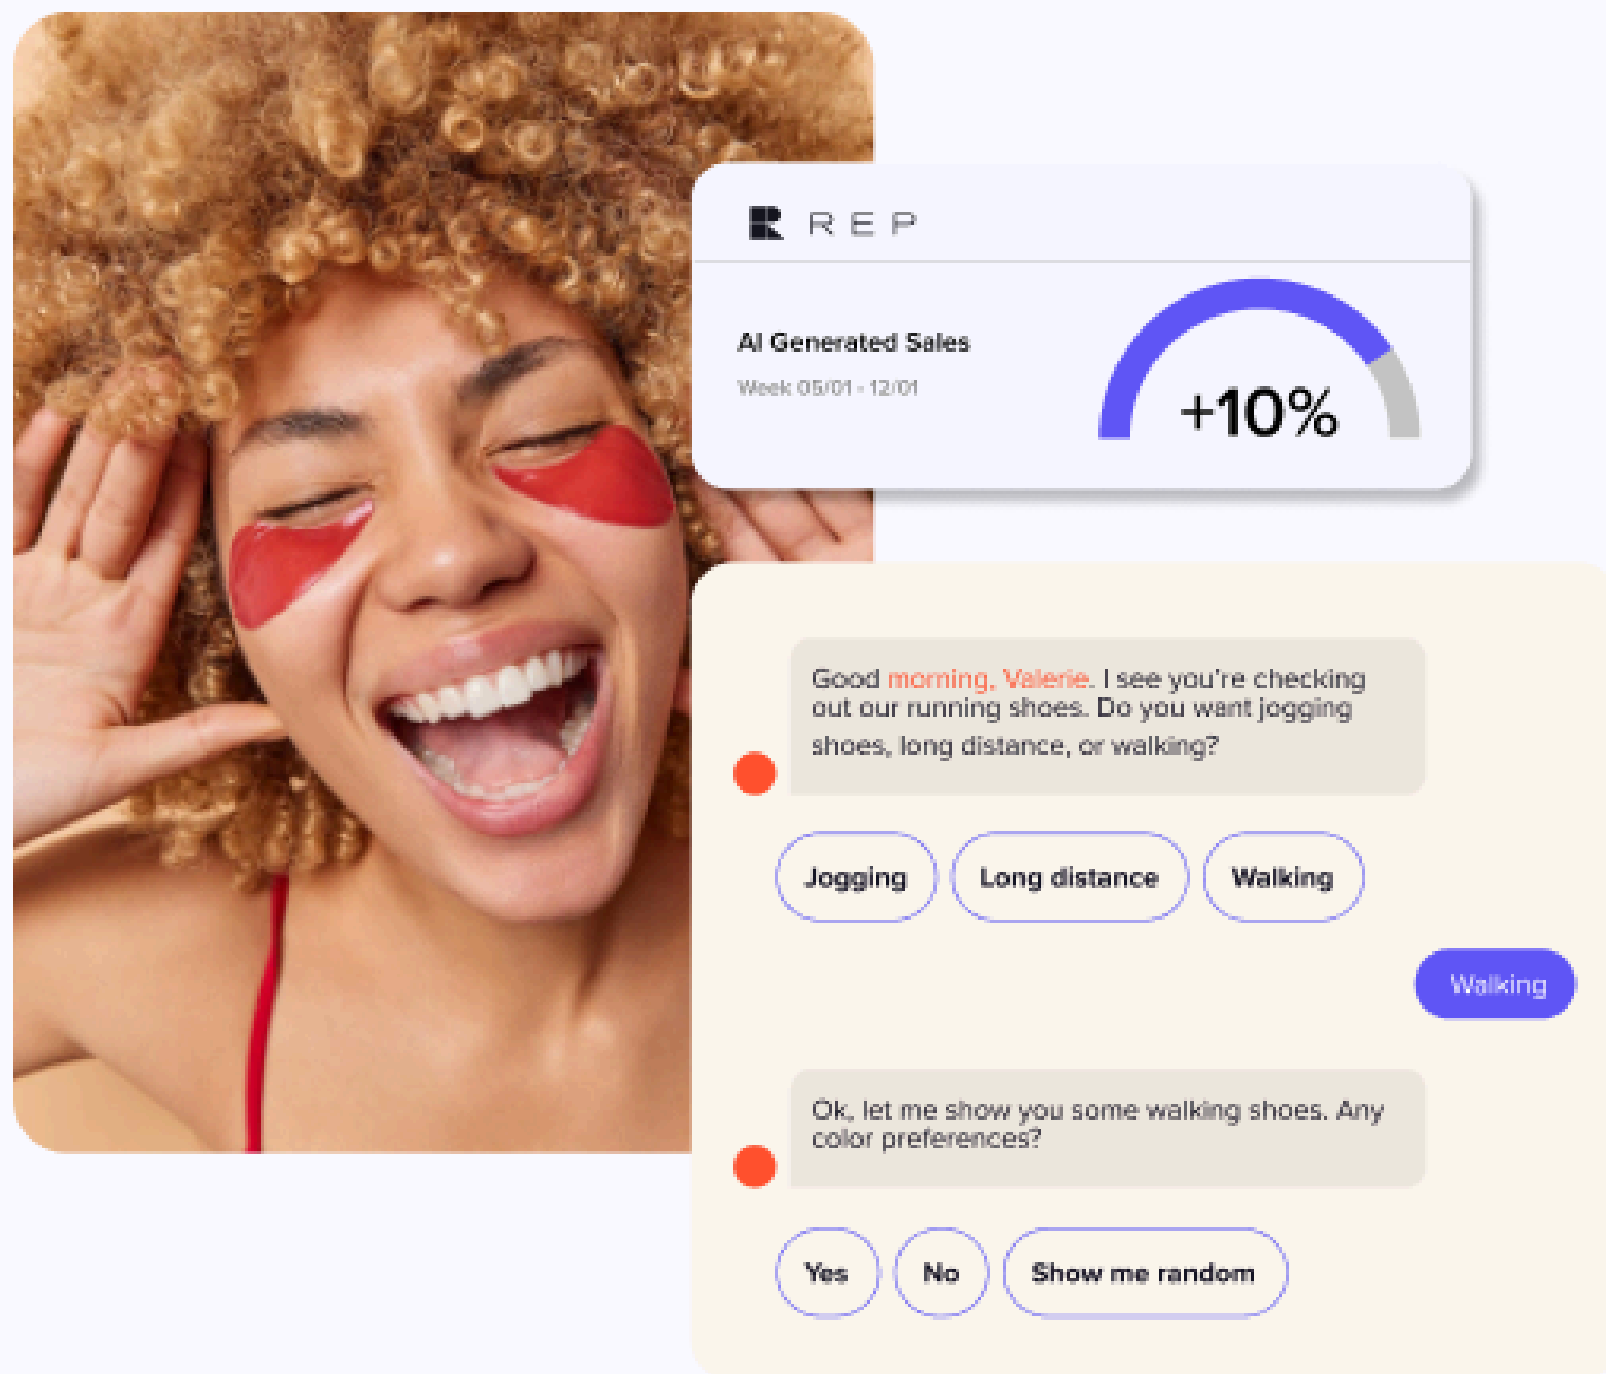 REP
AI Generated Sales
Week 05/01 - 12/01
+10%
Good morning, Valerie. I see you're checking
out our running shoes. Do you want jogging
shoes, long distance, or walking?
Jogging Long distance Walking
Walking
Ok, let me show you some walking shoes. Any
color preferences?
Yes No Show me random